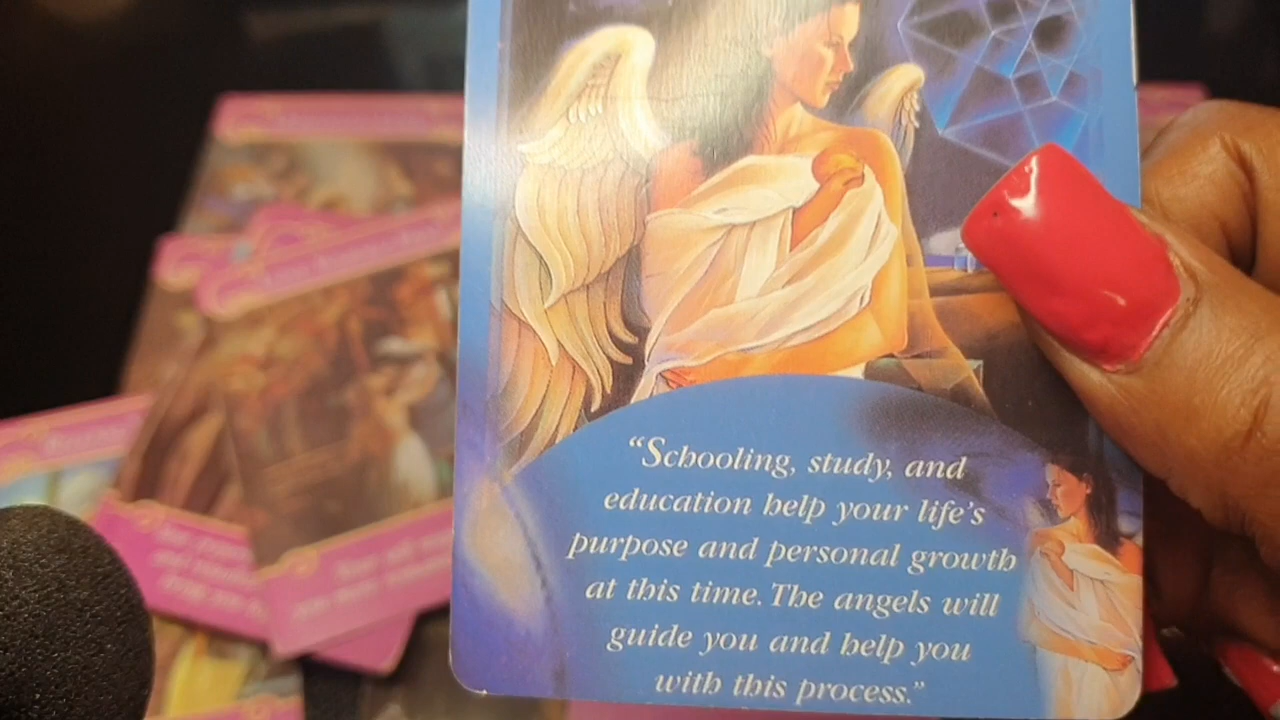 “Schooling, study, and
education help your life’s
purpose and personal growth
at this time. The angels will
guide you and help you
with this process.”